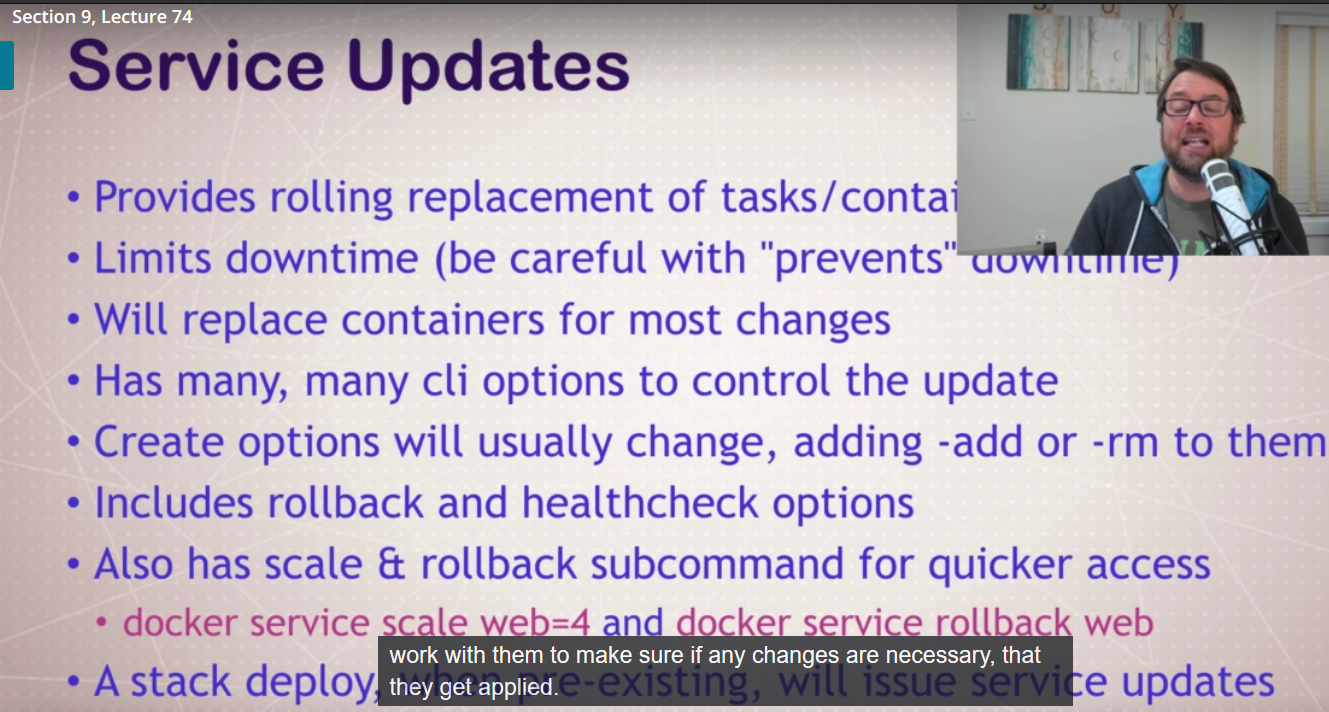 Section 9, Lecture 74
Service Updates
• Provides rolling replacement of tasks/
• Limits downtime (be careful with "prevents" downtime)
• Will replace containers for most changes
• Has many, many cli options to control the update
• Create options will usually change, adding -add or -rm to them
• Includes rollback and healthcheck options
• Also has scale & rollback subcommand for quicker access
• docker service scale web=4 and docker service rollback web
work with them to make sure if any changes are necessary, that
they get applied.
• A stack deploy, when pre-existing, will issue service updates